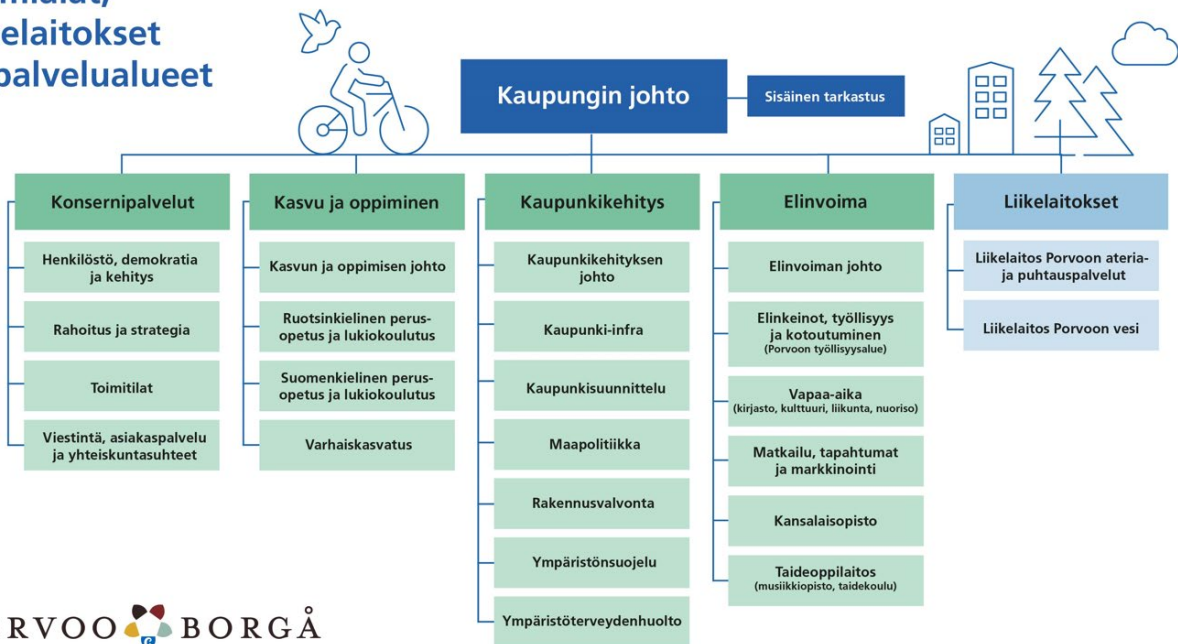 elaitokset
palvelualueet
Kaupungin johto
Sisäinen tarkastus
Konsernipalvelut
Henkilöstö, demokratia
ja kehitys
Rahoitus ja strategia
Toimitilat
Viestintä, asiakaspalvelu
ja yhteiskuntasuhteet
Kasvu ja oppiminen
Kasvun ja oppimisen johto
Ruotsinkielinen perus-
opetus ja lukiokoulutus
Suomenkielinen perus-
opetus ja lukiokoulutus
Varhaiskasvatus
Kaupunkikehitys
Kaupunkikehityksen
johto
Kaupunki-infra
Kaupunkisuunnittelu
Maapolitiikka
Rakennusvalvonta
Ympäristönsuojelu
Ympäristöterveydenhuolto
Elinvoima
Elinvoiman johto
Elinkeinot, työllisyys
ja kotoutuminen
(Porvoon työllisyysalue)
Vapaa-aika
(kirjasto, kulttuuri, liikunta, nuoriso)
Matkailu, tapahtumat
ja markkinointi
Kansalaisopisto
Taideoppilaitos
(musiikkiopisto, taidekoulu)
Liikelaitokset
Liikelaitos Porvoon ateria-
ja puhtauspalvelut
Liikelaitos Porvoon vesi
RVOO BORGÅ